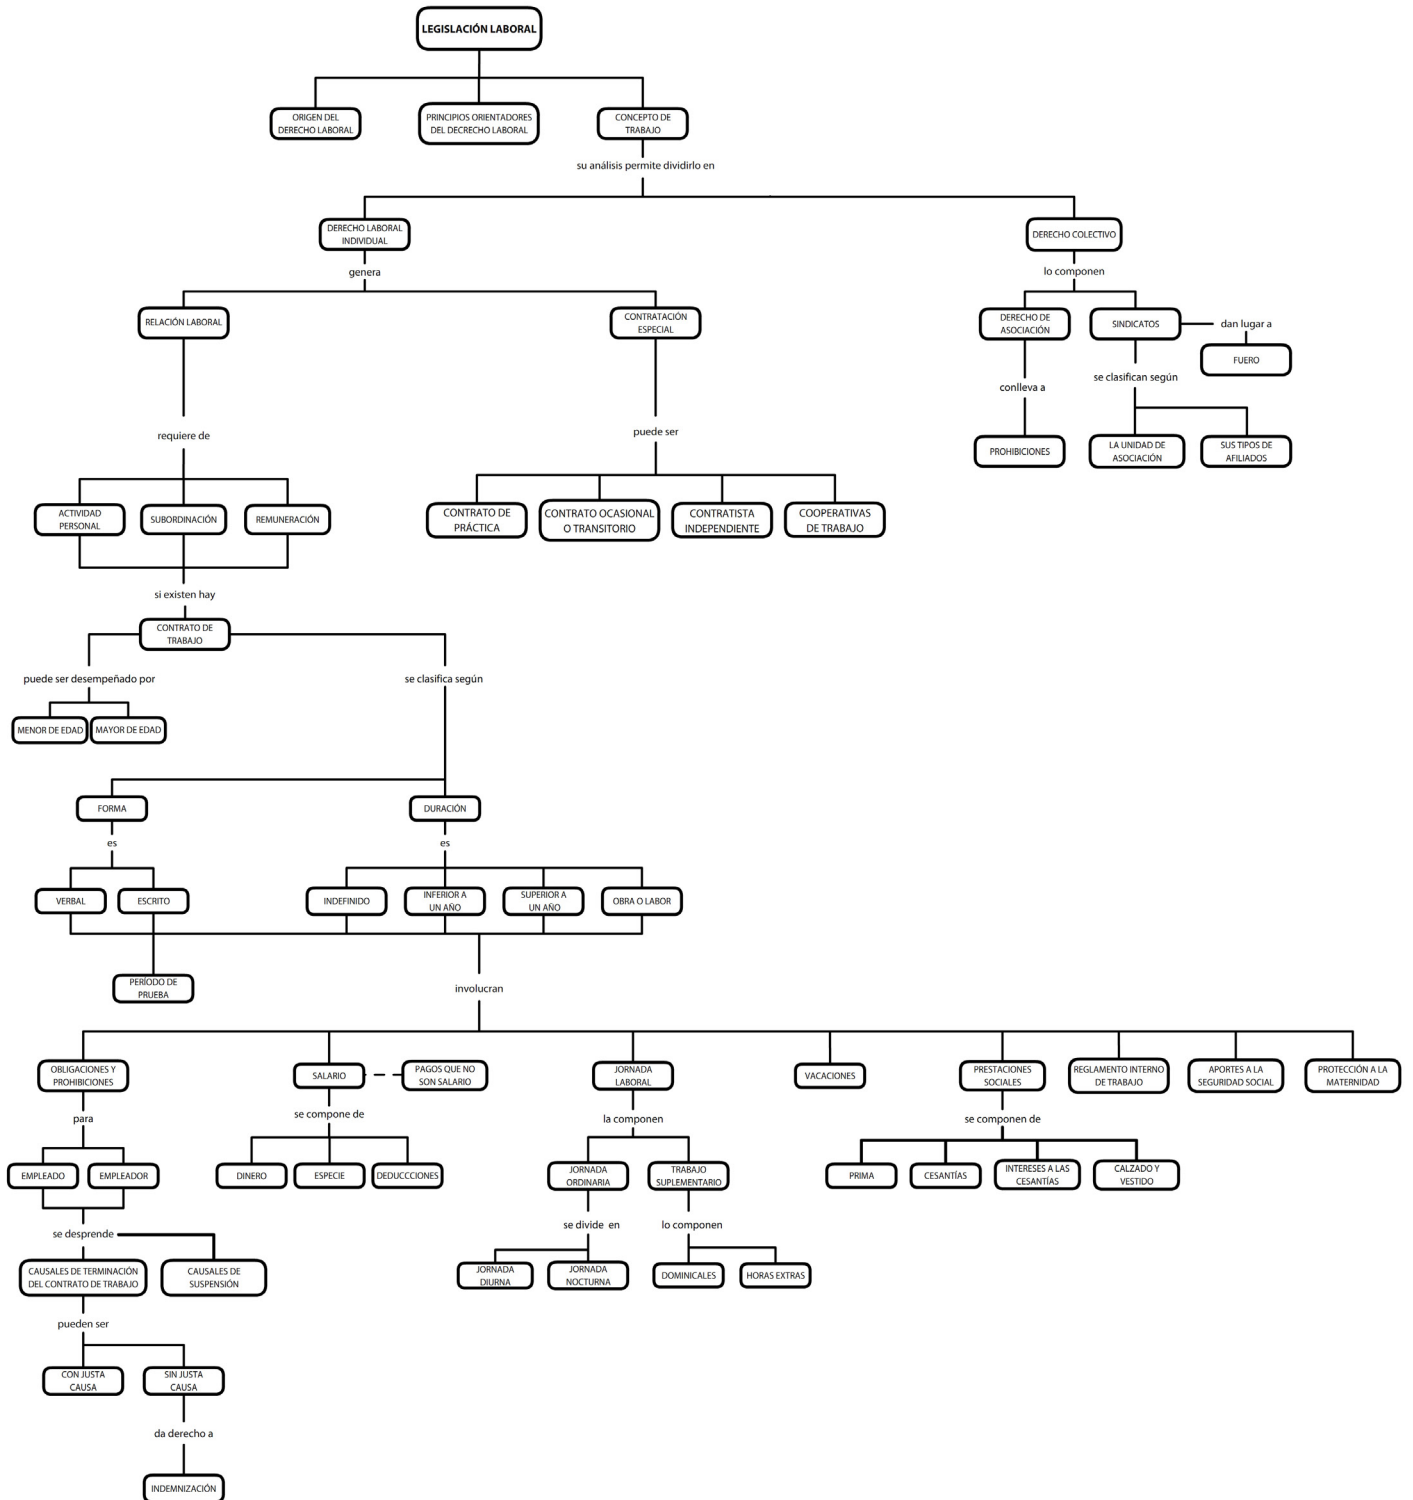 LEGISLACIÓN LABORAL
ORIGEN DEL
DERECHO LABORAL
PRINCIPIOS ORIENTADORES
DEL DECRECHO LABORAL
CONCEPTO DE
TRABAJO
su análisis permite dividirlo en
DERECHO LABORAL
INDIVIDUAL
DERECHO COLECTIVO
genera
lo componen
RELACIÓN LABORAL
CONTRATACIÓN
ESPECIAL
DERECHO DE
ASOCIACIÓN
SINDICATOS
dan lugar a
FUERO
conlleva a
se clasifican según
requiere de
puede ser
PROHIBICIONES
LA UNIDAD DE
ASOCIACIÓN
SUS TIPOS DE
AFILIADOS
ACTIVIDAD
PERSONAL
SUBORDINACIÓN
REMUNERACIÓN
CONTRATO DE
PRÁCTICA
CONTRATO OCASIONAL
O TRANSITORIO
CONTRATISTA
INDEPENDIENTE
COOPERATIVAS
DE TRABAJO
si existen hay
CONTRATO DE
TRABAJO
puede ser desempeñado por
se clasifica según
MENOR DE EDAD
MAYOR DE EDAD
FORMA
DURACIÓN
es
es
VERBAL
ESCRITO
INDEFINIDO
INFERIOR A
UN AÑO
SUPERIOR A
UN AÑO
OBRA O LABOR
PERÍODO DE
PRUEBA
involucran
OBLIGACIONES Y
PROHIBICIONES
SALARIO
PAGOS QUE NO
SON SALARIO
JORNADA
LABORAL
VACACIONES
PRESTACIONES
SOCIALES
REGLAMENTO INTERNO
DE TRABAJO
APORTES A LA
SEGURIDAD SOCIAL
PROTECCIÓN A LA
MATERNIDAD
para
se compone de
la componen
se componen de
EMPLEADO
EMPLEADOR
DINERO
ESPECIE
DEDUCCCIONES
JORNADA
ORDINARIA
TRABAJO
SUPLEMENTARIO
PRIMA
CESANTÍAS
INTERESES A LAS
CESANTÍAS
CALZADO Y
VESTIDO
se desprende
se divide en
lo componen
CAUSALES DE TERMINACIÓN
DEL CONTRATO DE TRABAJO
CAUSALES DE
SUSPENSIÓN
JORNADA
DIURNA
JORNADA
NOCTURNA
DOMINICALES
HORAS EXTRAS
pueden ser
CON JUSTA
CAUSA
SIN JUSTA
CAUSA
da derecho a
INDEMNIZACIÓN